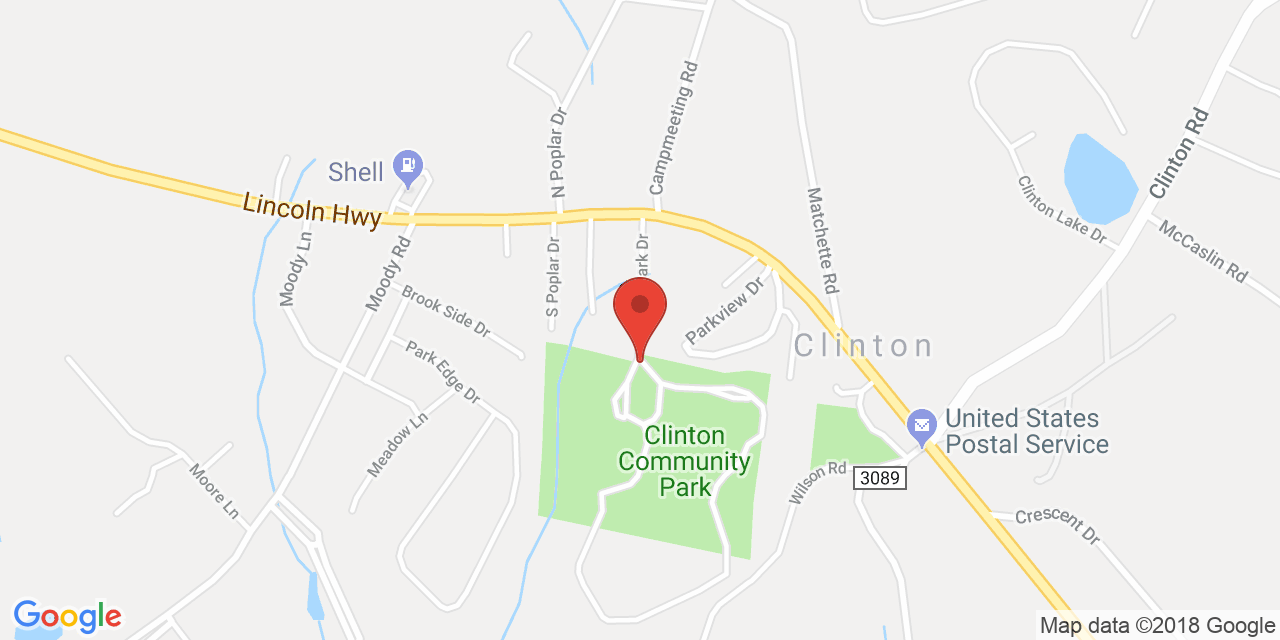 Campmeeting Rd
N Poplar Dr
Clinton Rd
Shell
Lincoln Hwy
Matchette Rd
Clinton Lake Dr
McCaslin Rd
Moody Ln
Moody Rd
S Poplar Dr
Park Dr
Brook Side Dr
Parkview Dr
Clinton
Park Edge Dr
Meadow Ln
United States
Postal Service
Clinton
Community
Park
Moore Ln
Wilson Rd
3089
Crescent Dr
Google
Map data ©2018 Google